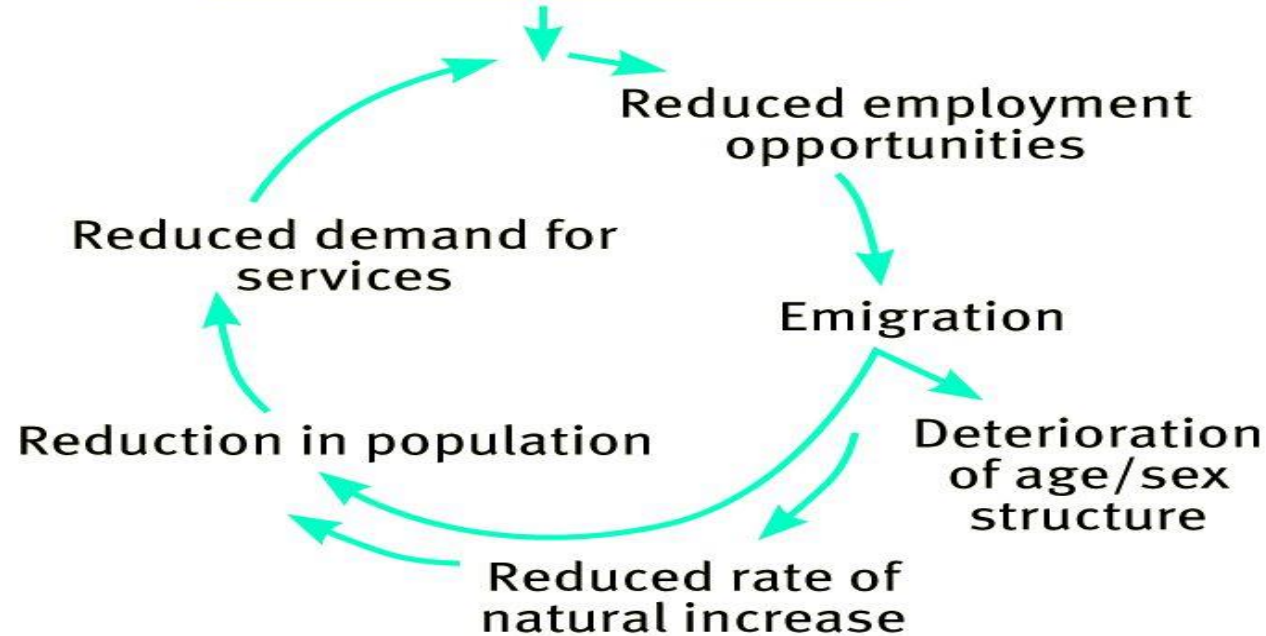 Reduced employment
opportunities
Emigration
Deterioration
of age/sex
structure
Reduced rate of
natural increase
Reduction in population
Reduced demand for
services